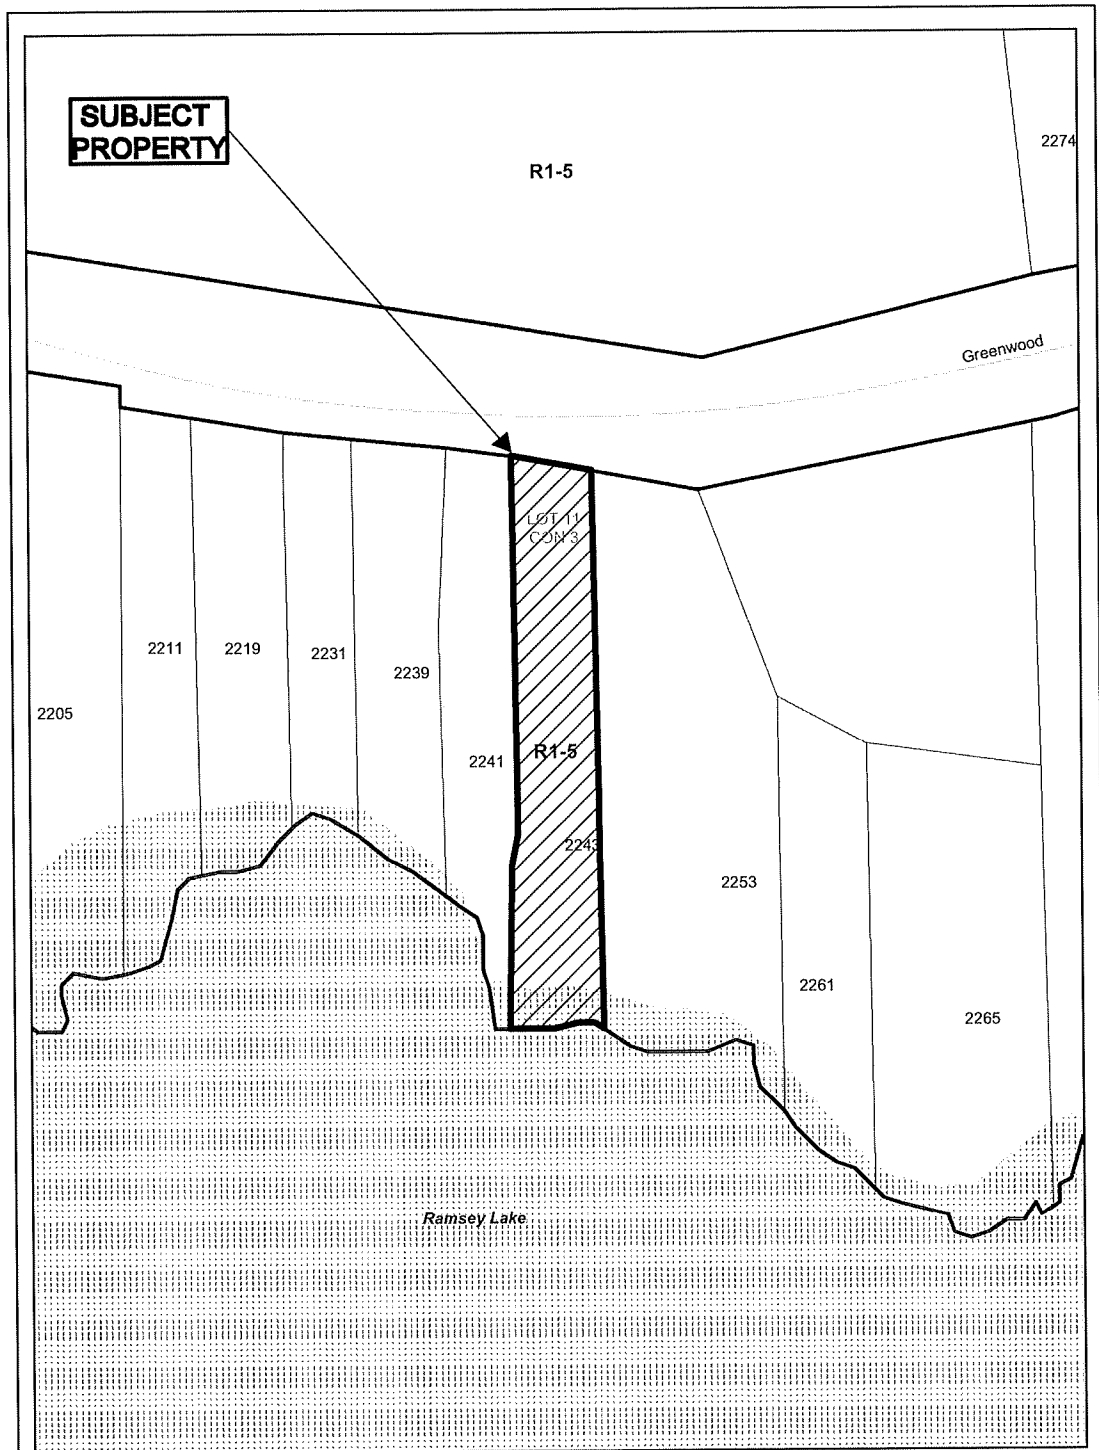 SUBJECT
PROPERTY
R1-5
2274
Greenwood
LOT 11
CON 3
2211
2219
2231
2239
2205
2241
R1-5
2243
2253
2261
2265
Ramsey Lake